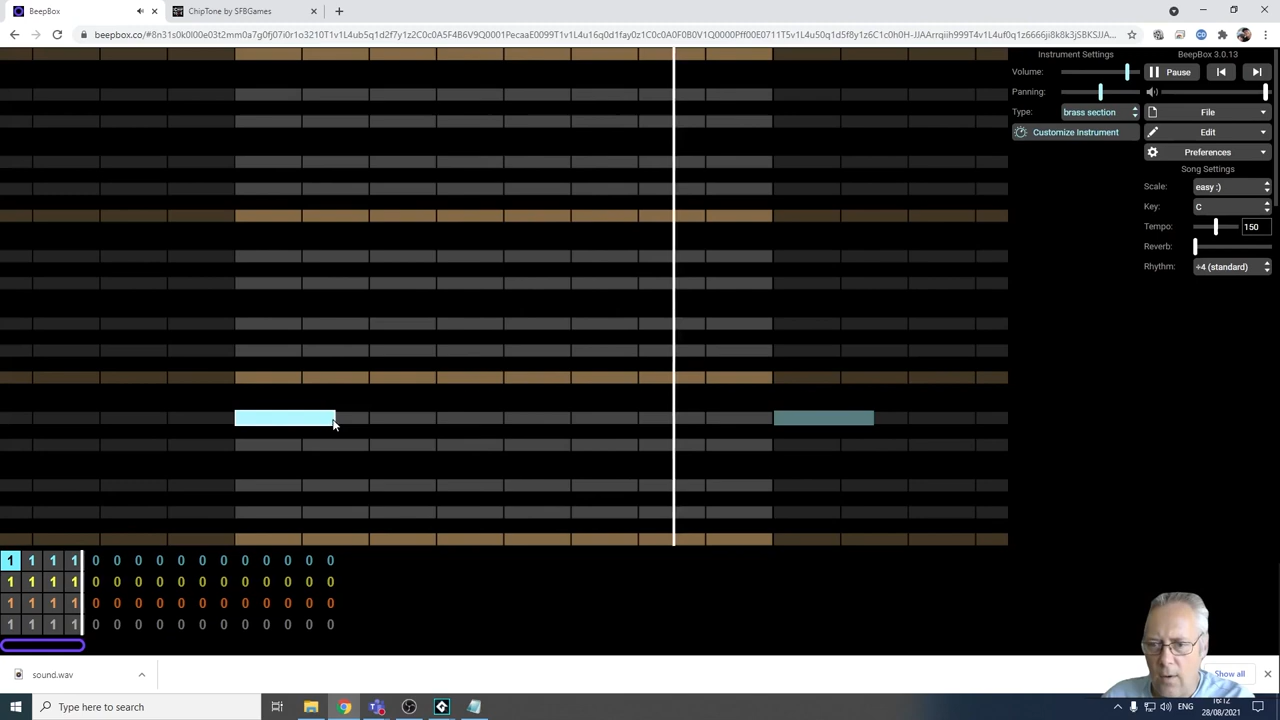 BeepBox
ChipTone by SFBGames
beepbox.co/#8n31s0k0l00e03t2mm0a7g0fj07i0r1o3210T1v1L4ub5q1d2f7y1z2C0c0A5F4B9Q0001PecaaE0099T1v1L4u16q0d1fay0z1C0c0A0F0B0V1Q0000Pff00E0711T5v1L4u50q1d5f8y1z6C1c0h0H-JJAArrqiih999T4v1L4uf0q1z6666ji8k8k3jSBKSJJA...
Instrument Settings
BeepBox 3.0.13
Volume:
Pause
Panning:
Type:
brass section
File
Customize Instrument
Edit
Preferences
Song Settings
Scale:
easy :)
Key:
C
Tempo:
150
Reverb:
Rhythm:
÷4 (standard)
1 1 1 1 0 0 0 0 0 0 0 0 0 0 0 0
1 1 1 1 0 0 0 0 0 0 0 0 0 0 0 0
1 1 1 1 0 0 0 0 0 0 0 0 0 0 0 0
1 1 1 1 0 0 0 0 0 0 0 0 0 0 0 0
sound.wav
Show all
Type here to search
16:12
28/08/2021